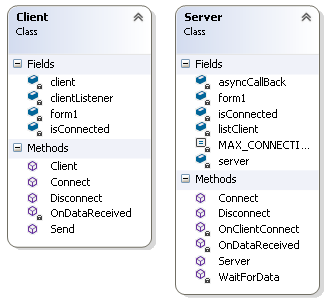 Client
Class
Fields
client
clientListener
form1
isConnected
Methods
Client
Connect
Disconnect
OnDataReceived
Send
Server
Class
Fields
asyncCallBack
form1
isConnected
listClient
MAX_CONNECTI...
server
Methods
Connect
Disconnect
OnClientConnect
OnDataReceived
Server
WaitForData